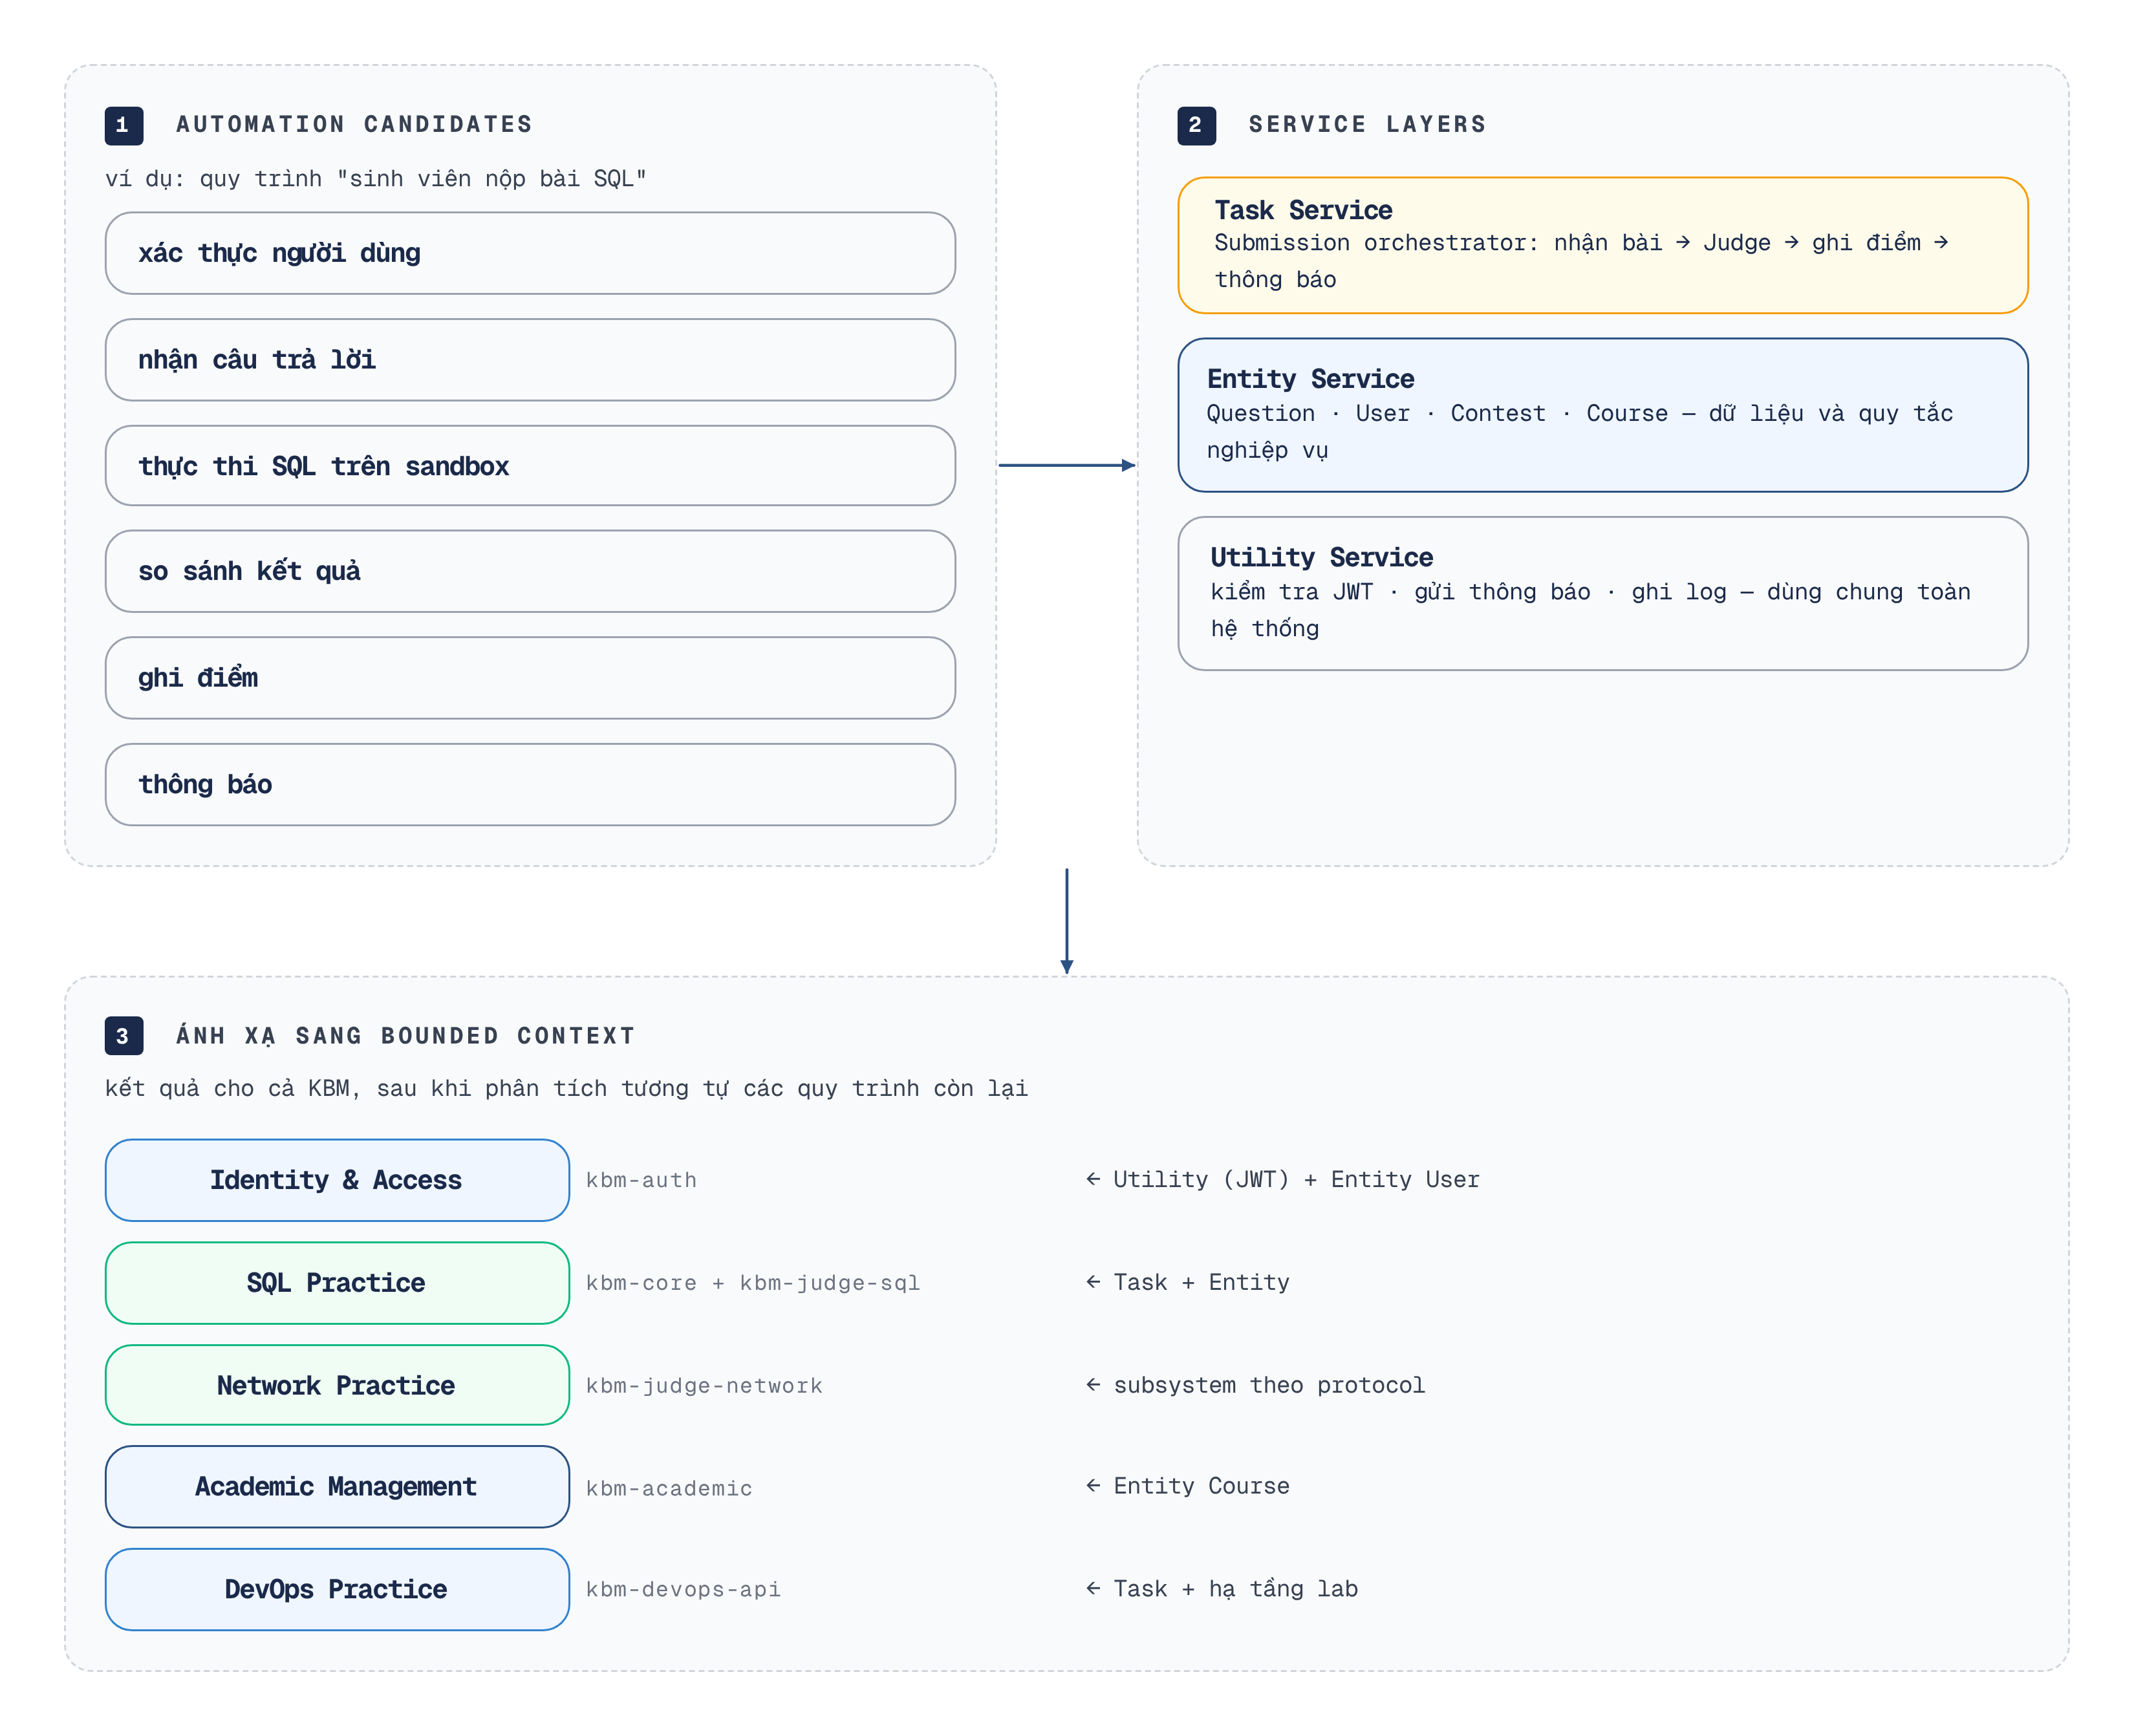 1 AUTOMATION CANDIDATES
ví dụ: quy trình "sinh viên nộp bài SQL"
xác thực người dùng
nhận câu trả lời
thực thi SQL trên sandbox
so sánh kết quả
ghi điểm
thông báo
2 SERVICE LAYERS
Task Service
Submission orchestrator: nhận bài → Judge → ghi điểm →
thông báo
Entity Service
Question · User · Contest · Course — dữ liệu và quy tắc
nghiệp vụ
Utility Service
kiểm tra JWT · gửi thông báo · ghi log — dùng chung toàn
hệ thống
3 ÁNH XẠ SANG BOUNDED CONTEXT
kết quả cho cả KBM, sau khi phân tích tương tự các quy trình còn lại
Identity & Access kbm-auth ← Utility (JWT) + Entity User
SQL Practice kbm-core + kbm-judge-sql ← Task + Entity
Network Practice kbm-judge-network ← subsystem theo protocol
Academic Management kbm-academic ← Entity Course
DevOps Practice kbm-devops-api ← Task + hạ tầng lab